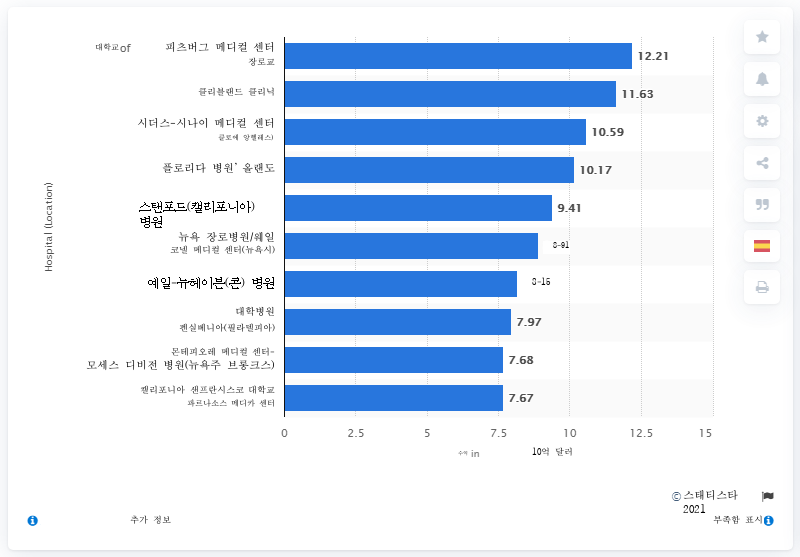 대학교of 피츠버그 메디컬 센터
장로교
12.21
클리블랜드 클리닉
11.63
시더스-시나이 메디컬 센터
10.59
플로리다 병원* 올랜도
10.17
스탠포드(캘리포니아)
병원
9.41
뉴욕 장로병원/웨일
코넬 메디컬 센터(뉴욕시)
8-91
예일-뉴헤이븐(콘) 병원
8-15
대학병원
펜실베니아(필라델피아)
7.97
몬테피오레 메디컬 센터-
모세스 디비전 병원(뉴욕주 브롱크스)
7.68
캘리포니아 샌프란시스코 대학교
파르나소스 메디카 센터
7.67
Hospital (Location)
0 2.5 5 7.5 10 12.5 15
in 10억 달러
© 스태티스타
2021
추가 정보
부족함 표시